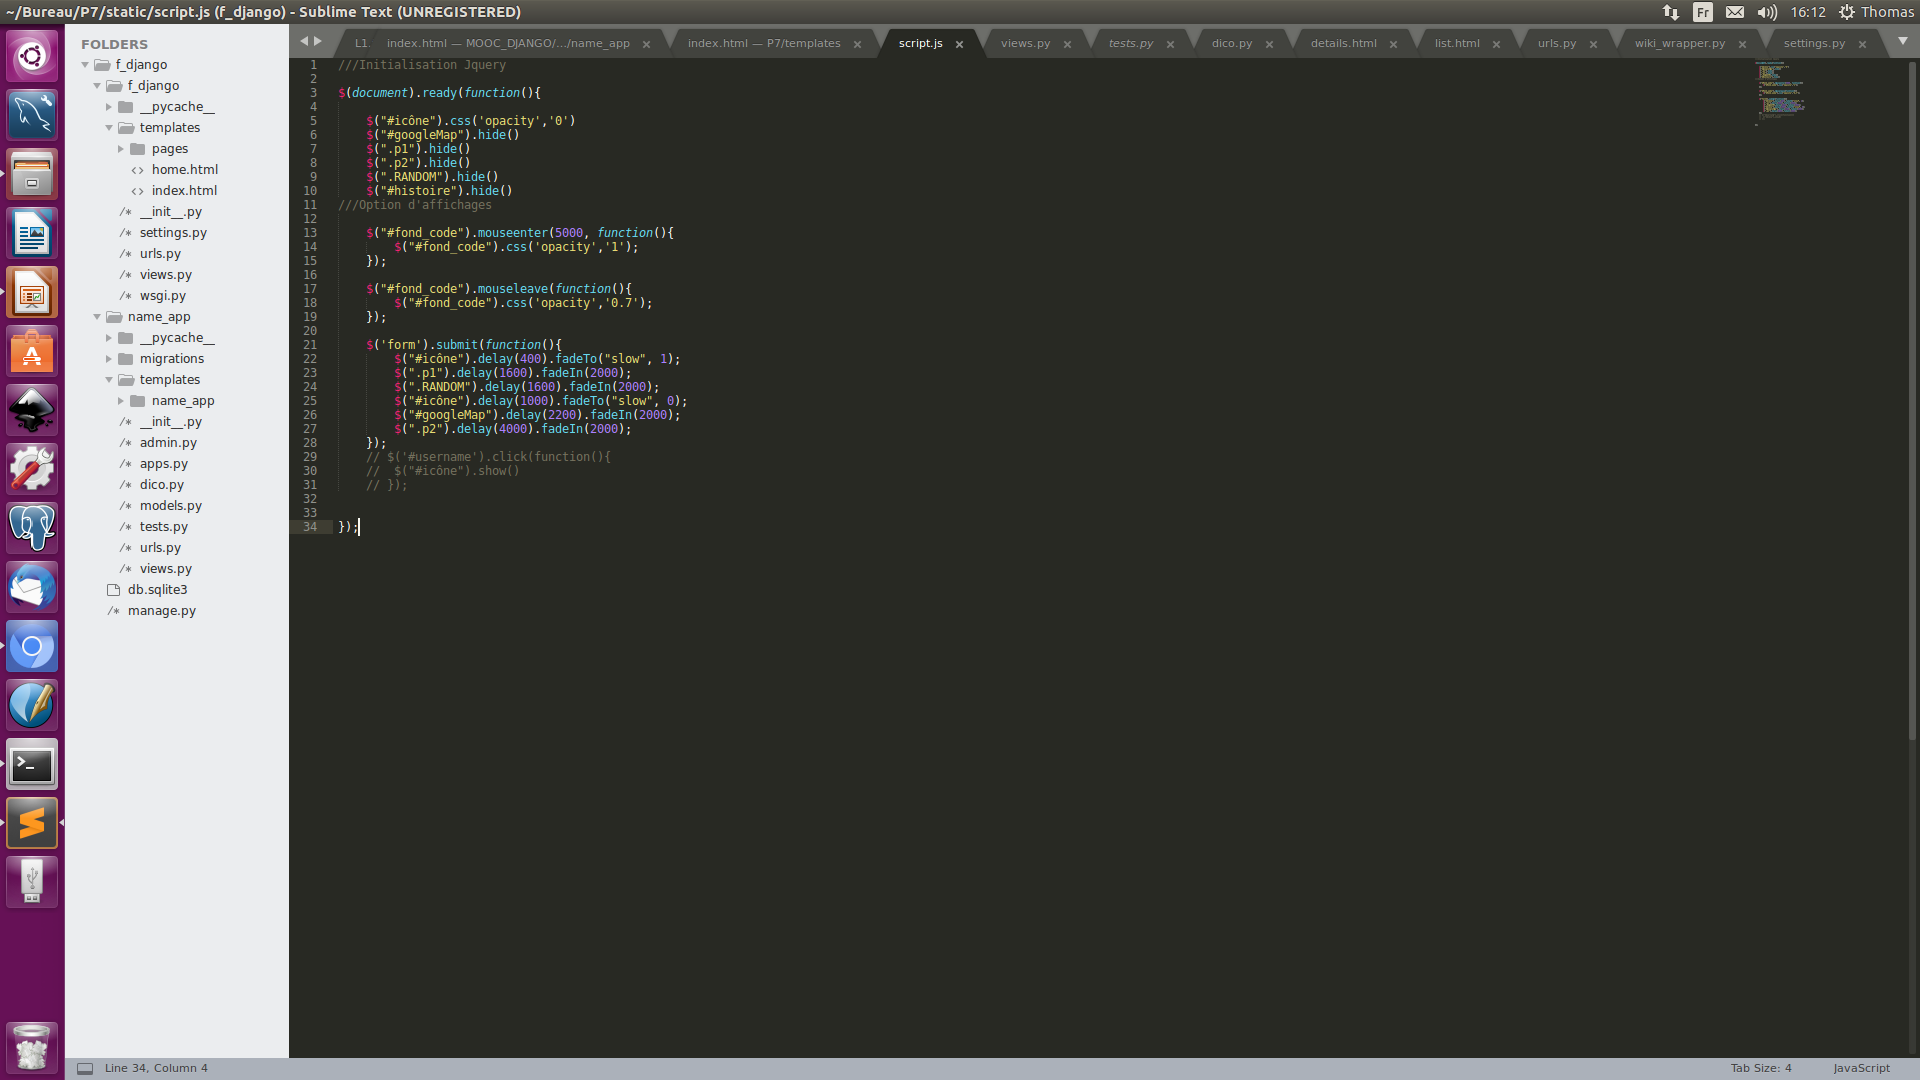 ~/Bureau/P7/static/script.js (f_django) - Sublime Text (UNREGISTERED)
Fr
16:12
Thomas
FOLDERS
f_django
f_django
__pycache__
templates
pages
<> home.html
<> index.html
/* __init__.py
/* settings.py
/* urls.py
/* views.py
/* wsgi.py
name_app
__pycache__
migrations
templates
name_app
/* __init__.py
/* admin.py
/* apps.py
/* dico.py
/* models.py
/* tests.py
/* urls.py
/* views.py
db.sqlite3
/* manage.py
L1. index.html — MOOC_DJANGO/.../name_app × index.html — P7/templates × script.js × views.py × tests.py × dico.py × details.html × list.html × urls.py × wiki_wrapper.py × settings.py ×
1 ///Initialisation Jquery
2
3 $(document).ready(function(){
4
5 $("#icône").css('opacity','0')
6 $("#googleMap").hide()
7 $(".p1").hide()
8 $(".p2").hide()
9 $(".RANDOM").hide()
10 $("#histoire").hide()
11 ///Option d'affichages
12
13 $("#fond_code").mouseenter(5000, function(){
14 $("#fond_code").css('opacity','1');
15 });
16
17 $("#fond_code").mouseleave(function(){
18 $("#fond_code").css('opacity','0.7');
19 });
20
21 $('form').submit(function(){
22 $("#icône").delay(400).fadeTo("slow", 1);
23 $(".p1").delay(1600).fadeIn(2000);
24 $(".RANDOM").delay(1600).fadeIn(2000);
25 $("#icône").delay(1000).fadeTo("slow", 0);
26 $("#googleMap").delay(2200).fadeIn(2000);
27 $(".p2").delay(4000).fadeIn(2000);
28 });
29 // $('#username').click(function(){
30 //  $("#icône").show()
31 // });
32
33
34 });
Line 34, Column 4
Tab Size: 4
JavaScript